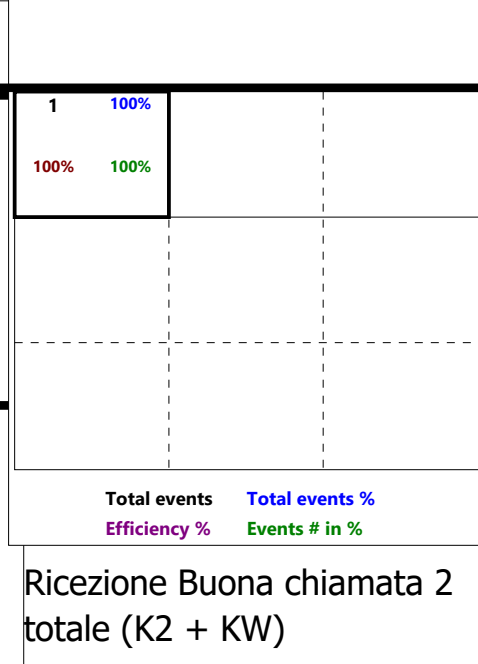 1 100%
100% 100%
Total events Total events %
Efficiency % Events # in %
Ricezione Buona chiamata 2
totale (K2 + KW)